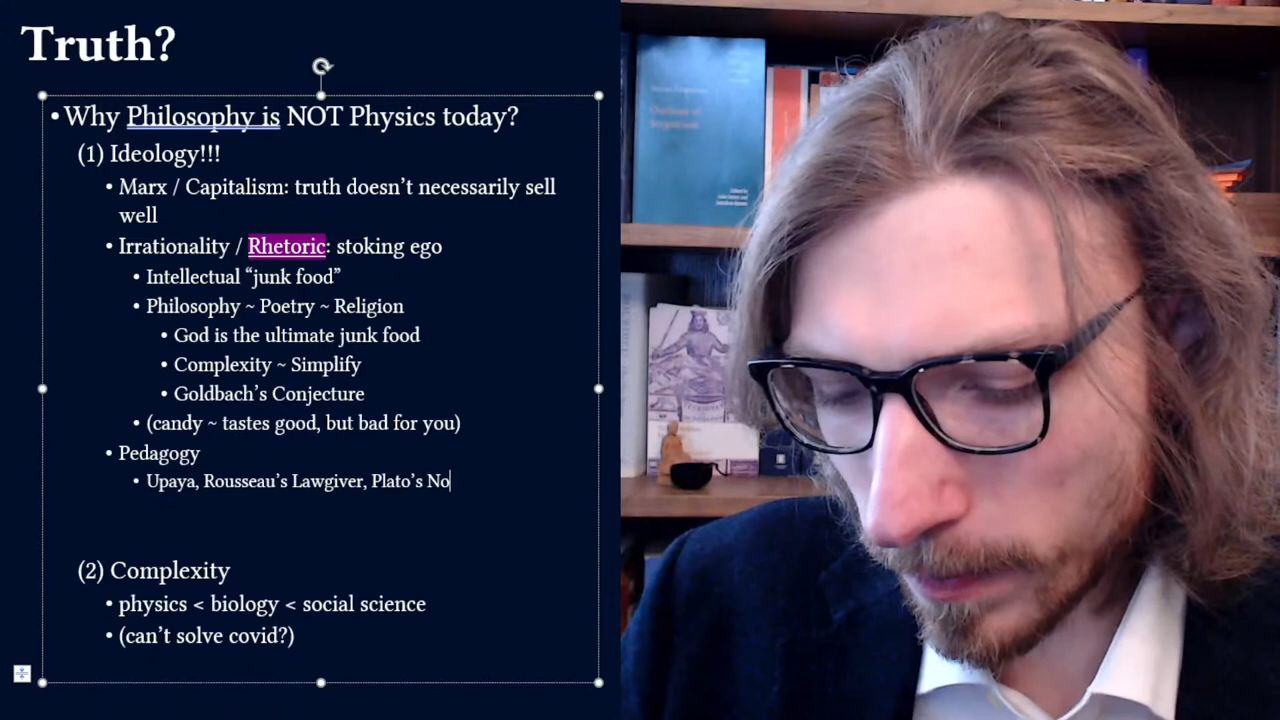 Truth?
• Why Philosophy is NOT Physics today?
(1) Ideology!!!
• Marx / Capitalism: truth doesn’t necessarily sell
well
• Irrationality / Rhetoric: stoking ego
• Intellectual “junk food”
• Philosophy ~ Poetry ~ Religion
• God is the ultimate junk food
• Complexity ~ Simplify
• Goldbach’s Conjecture
• (candy ~ tastes good, but bad for you)
• Pedagogy
• Upaya, Rousseau’s Lawgiver, Plato’s No
(2) Complexity
• physics < biology < social science
• (can’t solve covid?)